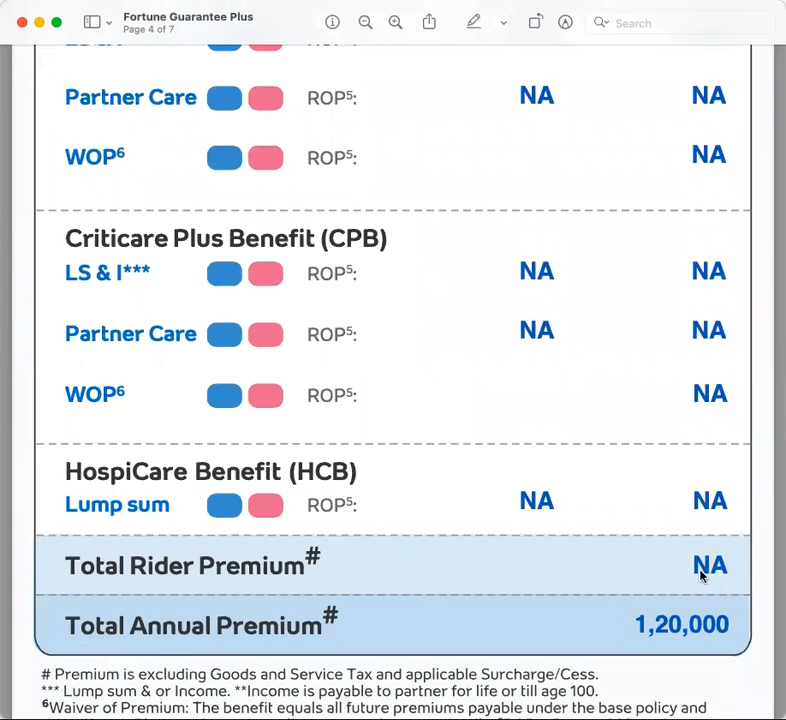 Fortune Guarantee Plus
Page 4 of 7
Search
Partner Care ROP⁵: NA NA
WOP⁶ ROP⁵: NA
Criticare Plus Benefit (CPB)
LS & I*** ROP⁵: NA NA
Partner Care ROP⁵: NA NA
WOP⁶ ROP⁵: NA
HospiCare Benefit (HCB)
Lump sum ROP⁵: NA NA
Total Rider Premium# NA
Total Annual Premium# 1,20,000
# Premium is excluding Goods and Service Tax and applicable Surcharge/Cess.
*** Lump sum & or Income. **Income is payable to partner for life or till age 100.
⁶Waiver of Premium: The benefit equals all future premiums payable under the base policy and